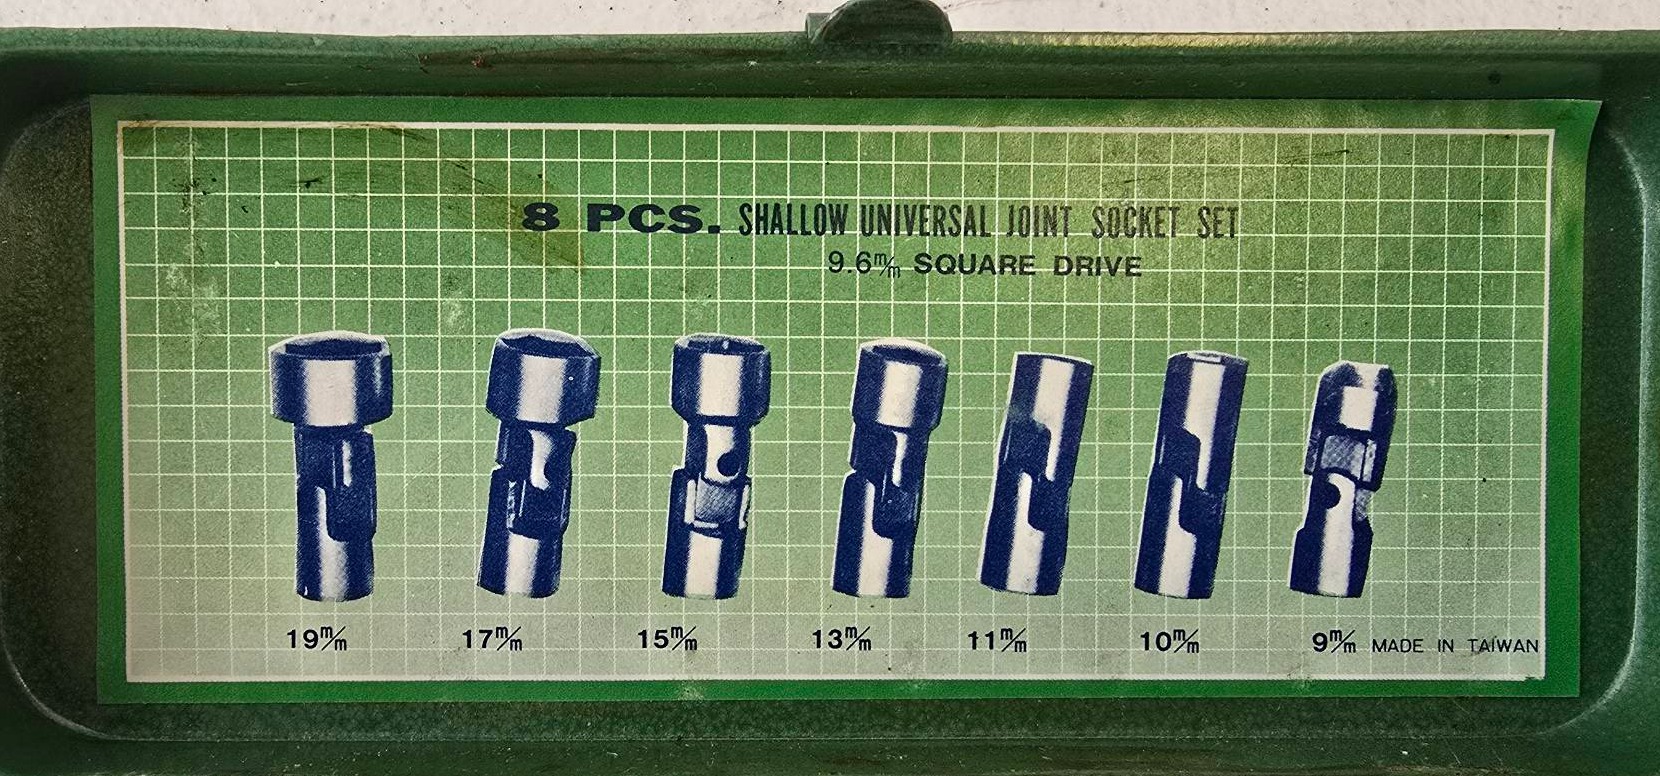 8 PCS. SHALLOW UNIVERSAL JOINT SOCKET SET
9.6m/m SQUARE DRIVE
19m/m 17m/m 15m/m 13m/m 11m/m 10m/m 9m/m MADE IN TAIWAN